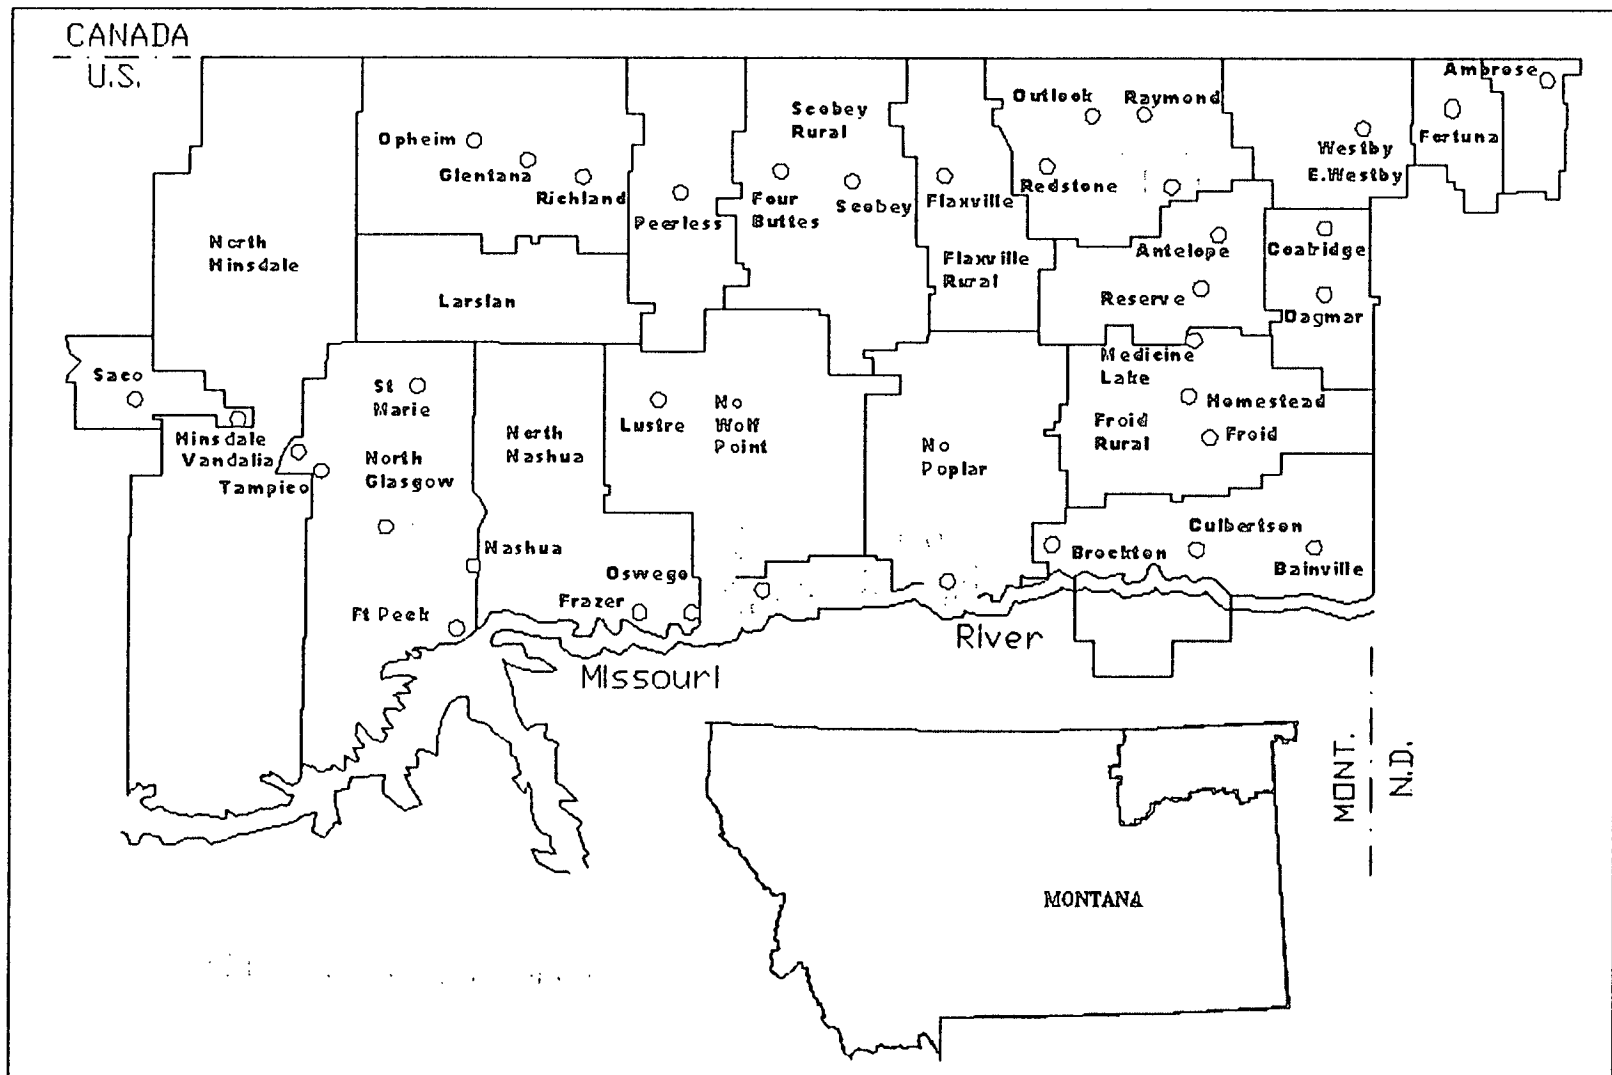 CANADA
U.S.
Ambrose
Fortuna
Westby
E.Westby
Outlook
Raymond
Redstone
Scobey
Rural
Four
Buttes
Scobey
Flaxville
Flaxville
Rural
Opheim
Glentana
Richland
Peerless
North
Hinsdale
Larslan
Antelope
Reserve
Coalridge
Dagmar
Medicine
Lake
Homestead
Froid
Rural
Froid
Saco
Hinsdale
Vandalia
Tampico
St
Marie
North
Glasgow
North
Nashua
Lustre
No
Wolf
Point
No
Poplar
Nashua
Oswego
Frazer
Ft Peck
Culbertson
Brockton
Bainville
River
Missouri
MONT.
N.D.
MONTANA